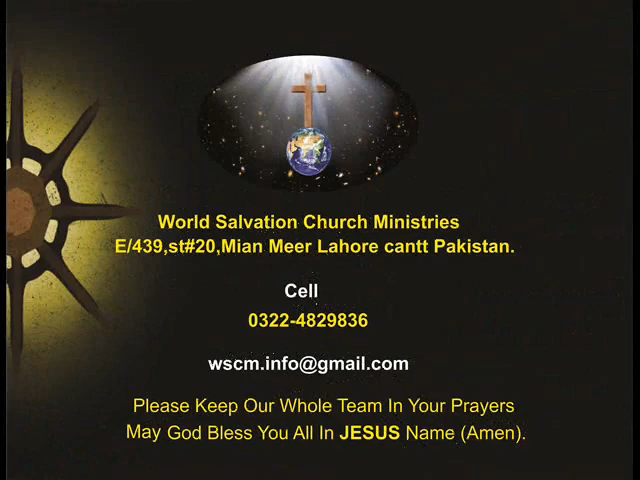 World Salvation Church Ministries
E/439,st#20,Mian Meer Lahore cantt Pakistan.
Cell
0322-4829836
wscm.info@gmail.com
Please Keep Our Whole Team In Your Prayers
May God Bless You All In JESUS Name (Amen).